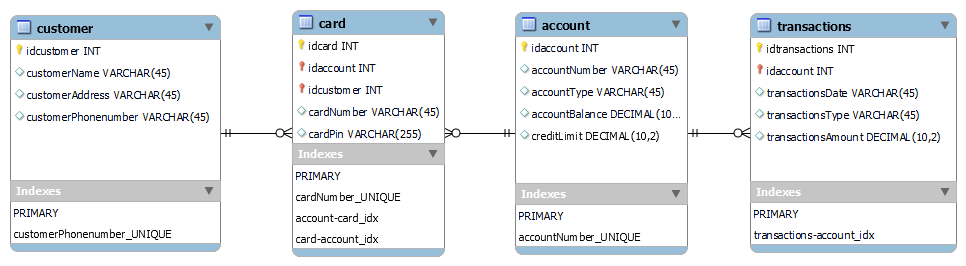 customer
idcustomer INT
customerName VARCHAR(45)
customerAddress VARCHAR(45)
customerPhonenumber VARCHAR(45)
Indexes
PRIMARY
customerPhonenumber_UNIQUE
card
idcard INT
idaccount INT
idcustomer INT
cardNumber VARCHAR(45)
cardPin VARCHAR(255)
Indexes
PRIMARY
cardNumber_UNIQUE
account-card_idx
card-account_idx
account
idaccount INT
accountNumber VARCHAR(45)
accountType VARCHAR(45)
accountBalance DECIMAL(10...
creditLimit DECIMAL(10,2)
Indexes
PRIMARY
accountNumber_UNIQUE
transactions
idtransactions INT
idaccount INT
transactionsDate VARCHAR(45)
transactionsType VARCHAR(45)
transactionsAmount DECIMAL(10,2)
Indexes
PRIMARY
transactions-account_idx